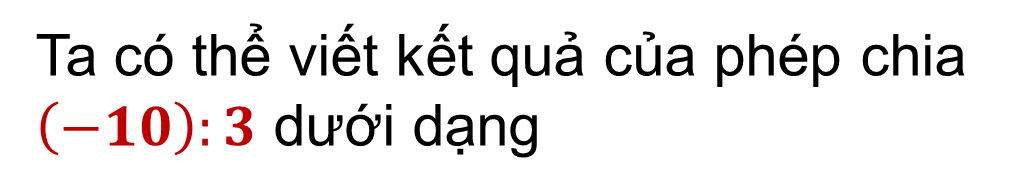 Ta có thể viết kết quả của phép chia
(−10): 3 dưới dạng